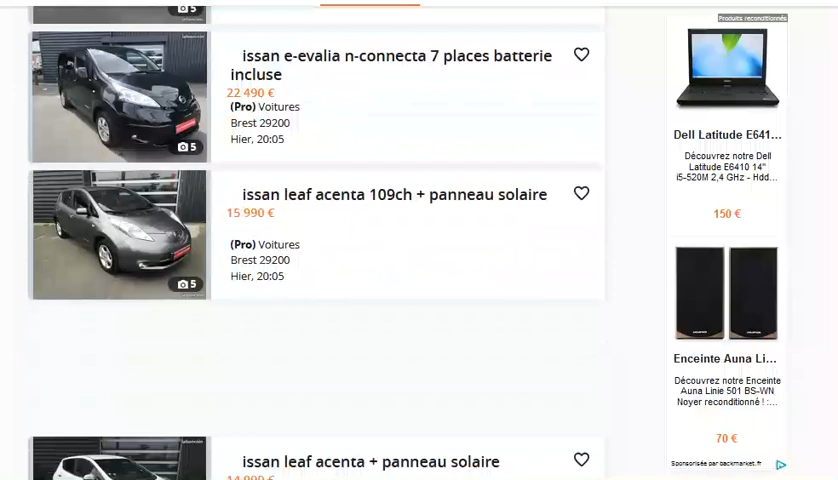 5
issan e-evalia n-connecta 7 places batterie
incluse
22 490 €
(Pro) Voitures
Brest 29200
Hier, 20:05
5
issan leaf acenta 109ch + panneau solaire
15 990 €
(Pro) Voitures
Brest 29200
Hier, 20:05
5
issan leaf acenta + panneau solaire
Produits reconditionnés
Dell Latitude E641...
Découvrez notre Dell
Latitude E6410 14"
i5-520M 2,4 GHz - Hdd...
150 €
Enceinte Auna Li...
Découvrez notre Enceinte
Auna Linie 501 BS-WN
Noyer reconditionné ! :...
70 €
Sponsorisée par backmarket.fr